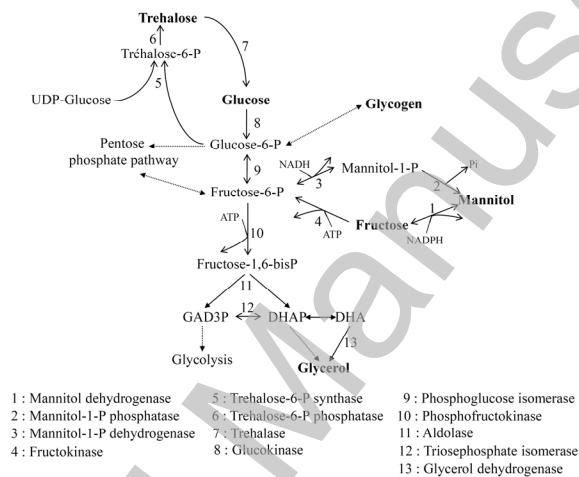 Trehalose
6
Tréhalose-6-P
7
5
UDP-Glucose
Glucose
Glycogen
8
Glucose-6-P
Pentose
phosphate pathway
9
NADH
3
Mannitol-1-P
Pi
2
Mannitol
Fructose-6-P
4
ATP
Fructose
1
NADPH
ATP
10
Fructose-1,6-bisP
11
GAD3P
12
DHAP
DHA
13
Glycolysis
Glycerol
1 : Mannitol dehydrogenase
2 : Mannitol-1-P phosphatase
3 : Mannitol-1-P dehydrogenase
4 : Fructokinase
5 : Trehalose-6-P synthase
6 : Trehalose-6-P phosphatase
7 : Trehalase
8 : Glucokinase
9 : Phosphoglucose isomerase
10 : Phosphofructokinase
11 : Aldolase
12 : Triosephosphate isomerase
13 : Glycerol dehydrogenase
Manus